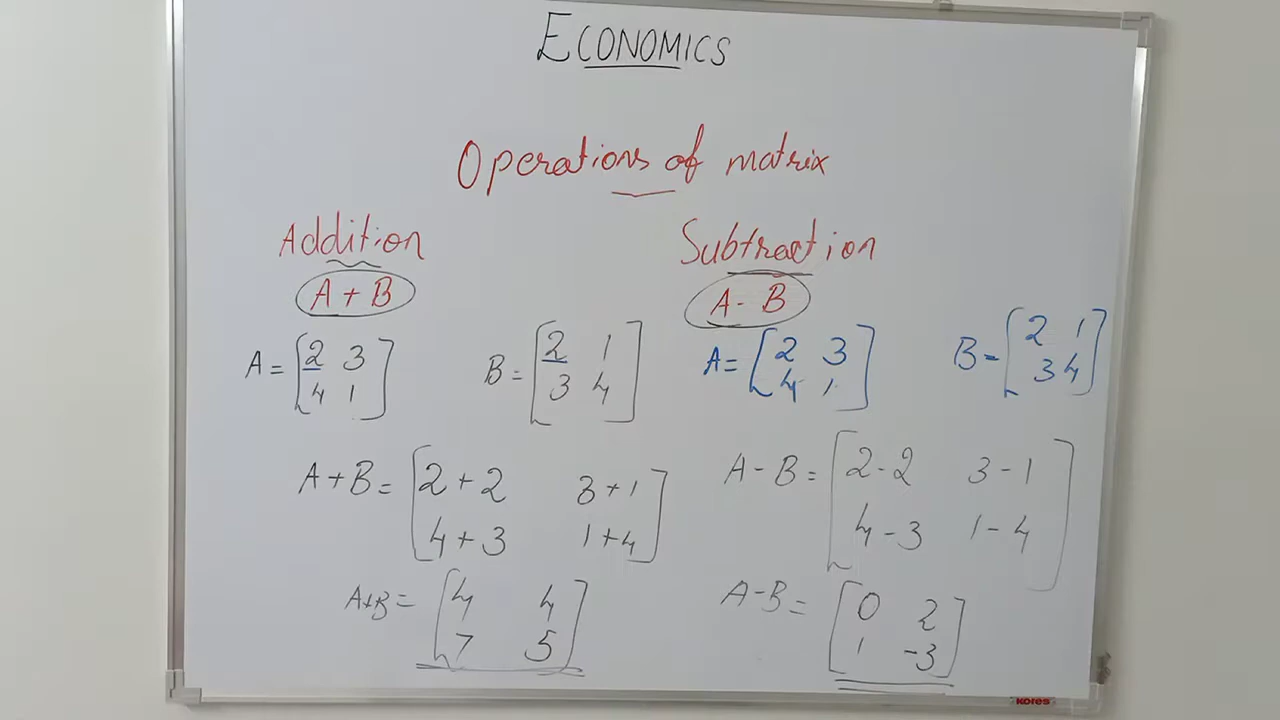 ECONOMICS
Operations of matrix
Addition
A + B
A = [2 3
4 1]
B = [2 1
3 4]
A+B = [2+2 3+1
4+3 1+4]
A+B = [4 4
7 5]
Subtraction
A - B
A = [2 3
4 1]
B = [2 1
3 4]
A-B = [2-2 3-1
4-3 1-4]
A-B = [0 2
1 -3]
Kores